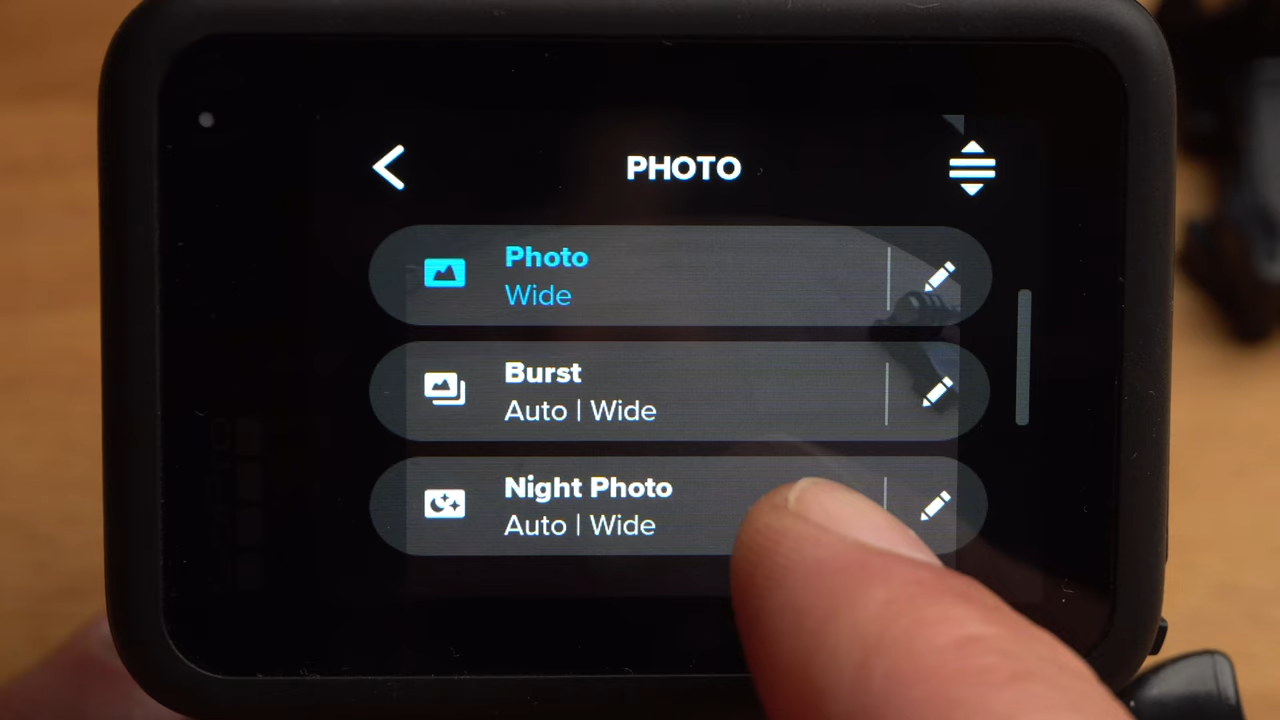 PHOTO
Photo
Wide
Burst
Auto | Wide
Night Photo
Auto | Wide